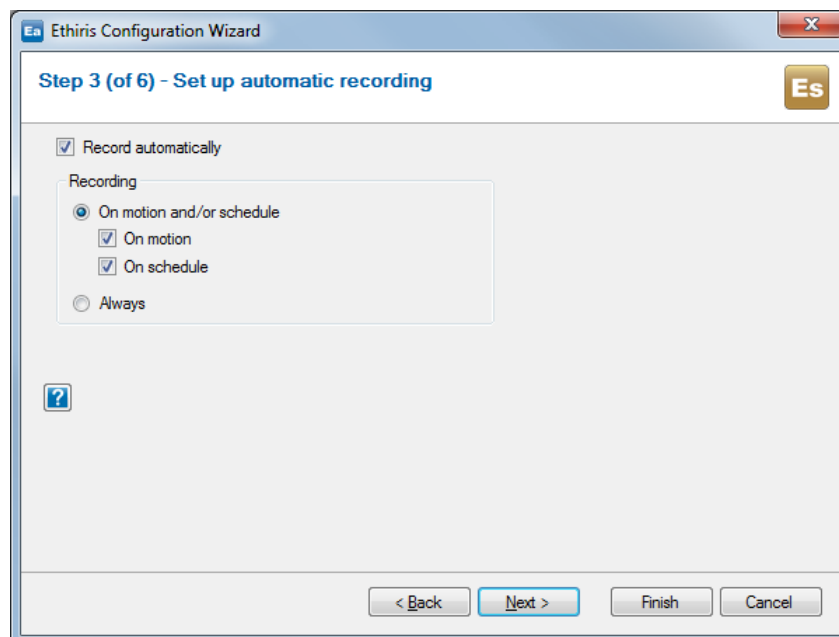 Ea Ethiris Configuration Wizard
Step 3 (of 6) - Set up automatic recording
Es
Record automatically
Recording
On motion and/or schedule
On motion
On schedule
Always
?
< Back Next > Finish Cancel